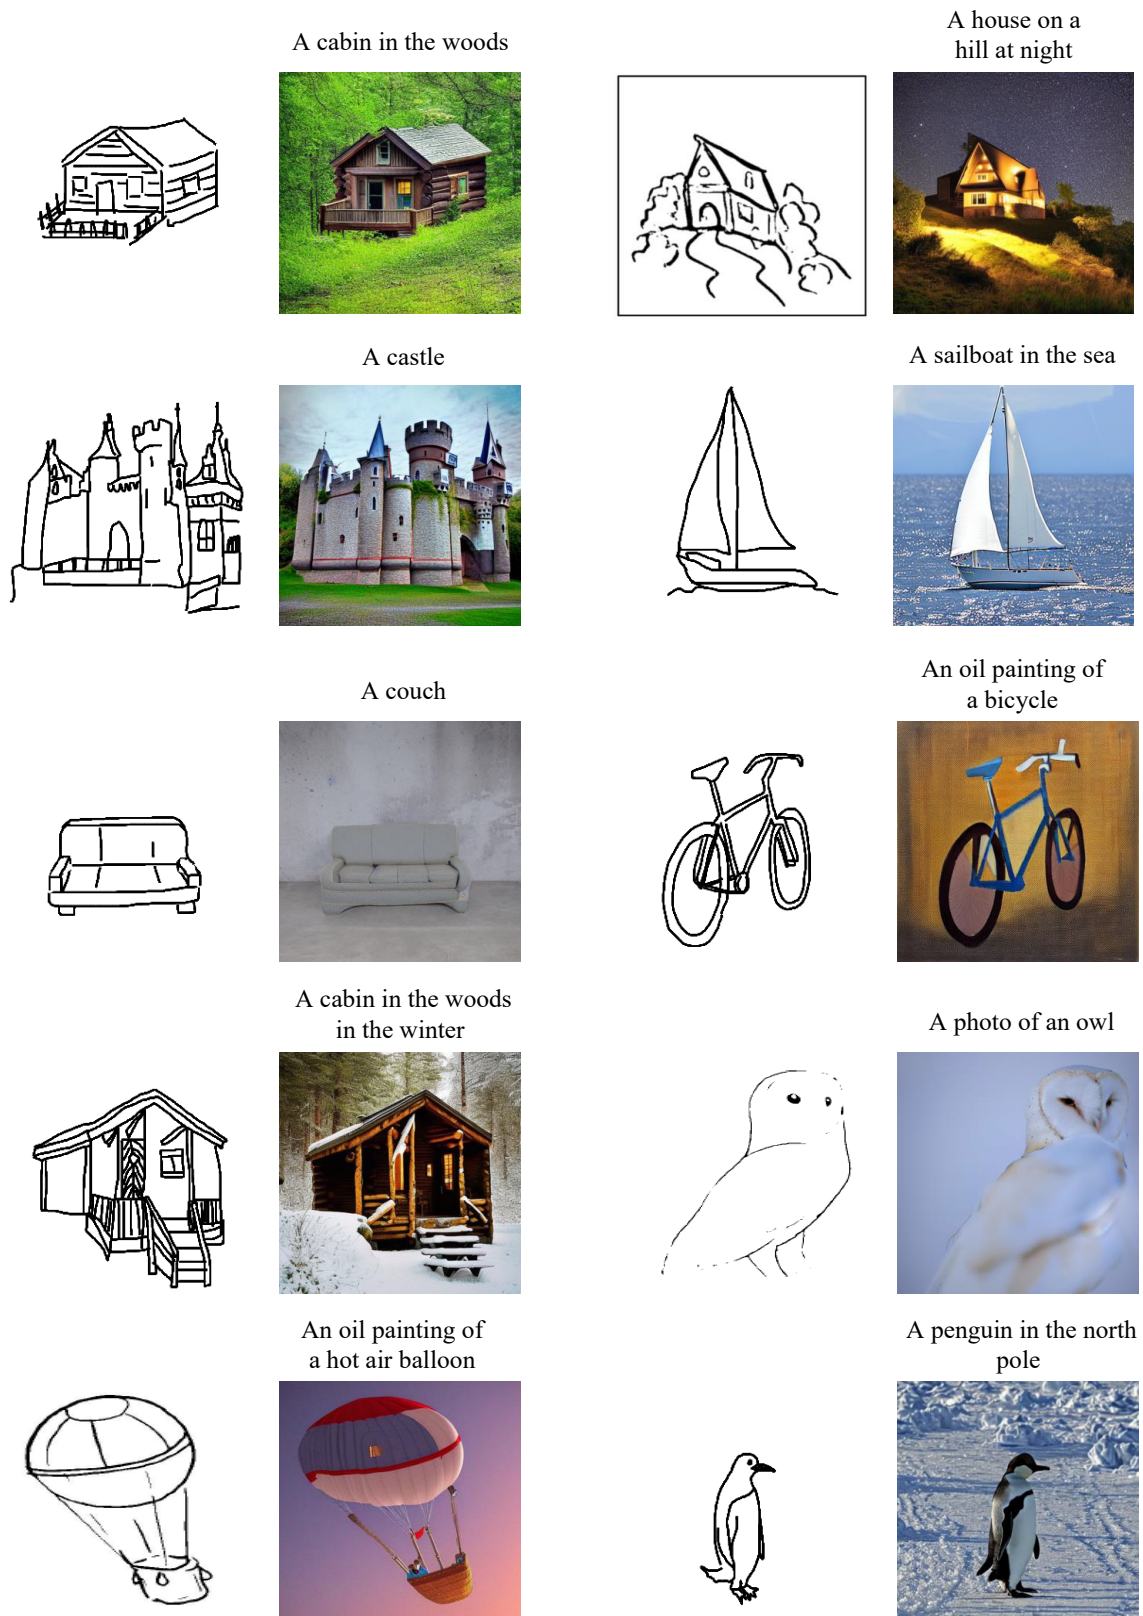 A cabin in the woods
A house on a
hill at night
A castle
A sailboat in the sea
A couch
An oil painting of
a bicycle
A cabin in the woods
in the winter
A photo of an owl
An oil painting of
a hot air balloon
A penguin in the north
pole